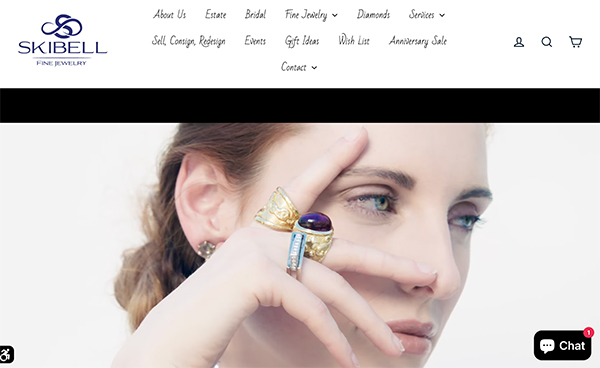 SKIBELL
FINE JEWELRY
About Us Estate Bridal Fine Jewelry Diamonds Services
Sell, Consign, Redesign Events Gift Ideas Wish List Anniversary Sale
Contact
1
Chat